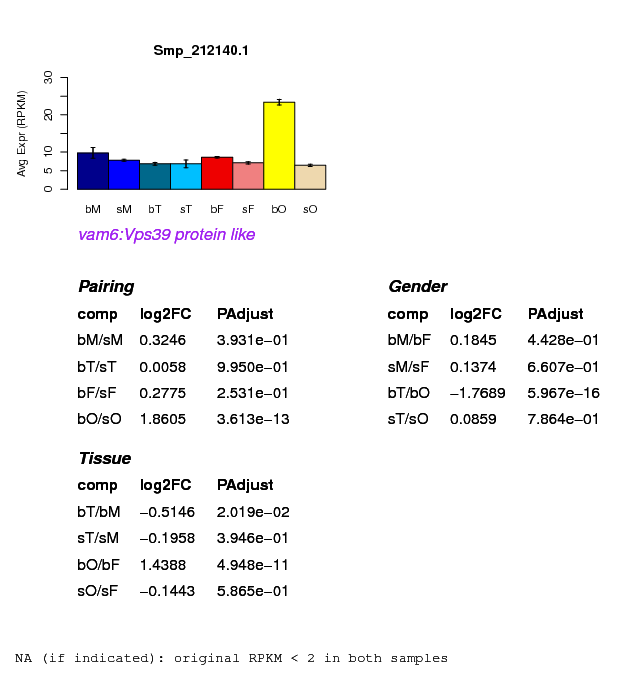 Smp_212140.1
Avg Expr (RPKM)
30
20
10
5
0
bM sM bT sT bF sF bO sO
vam6:Vps39 protein like
Pairing
comp log2FC PAdjust
bM/sM 0.3246 3.931e−01
bT/sT 0.0058 9.950e−01
bF/sF 0.2775 2.531e−01
bO/sO 1.8605 3.613e−13
Gender
comp log2FC PAdjust
bM/bF 0.1845 4.428e−01
sM/sF 0.1374 6.607e−01
bT/bO −1.7689 5.967e−16
sT/sO 0.0859 7.864e−01
Tissue
comp log2FC PAdjust
bT/bM −0.5146 2.019e−02
sT/sM −0.1958 3.946e−01
bO/bF 1.4388 4.948e−11
sO/sF −0.1443 5.865e−01
NA (if indicated): original RPKM < 2 in both samples